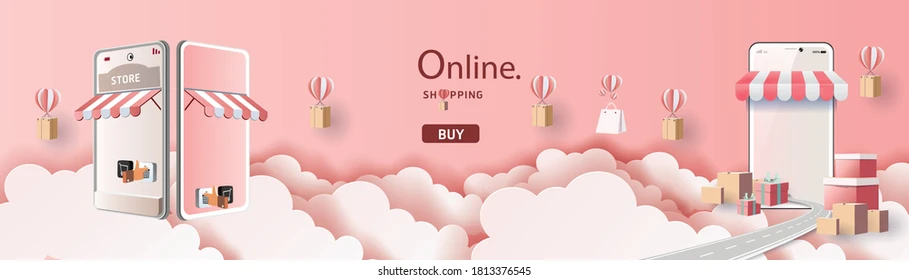 STORE
Online.
SHOPPING
BUY
shutterstock.com · 1813376545